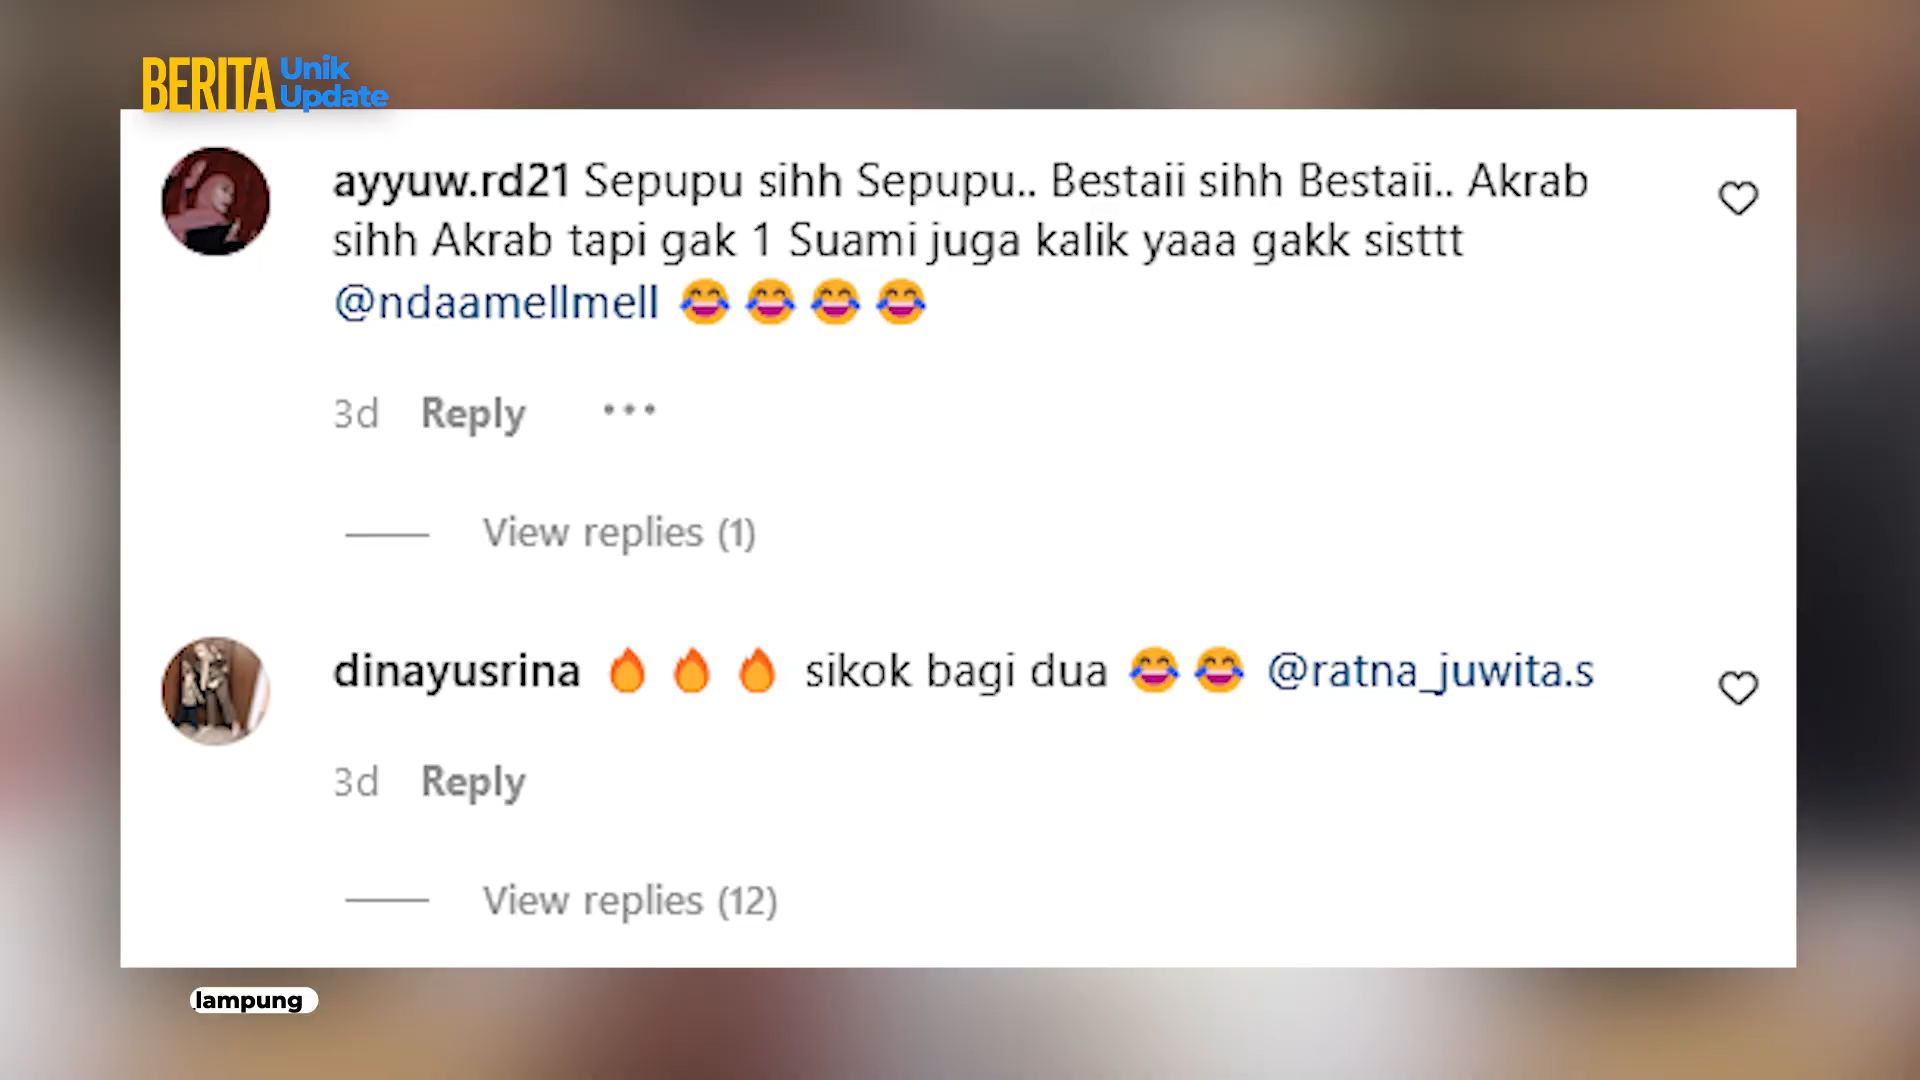 BERITA Unik
Update
ayyuw.rd21 Sepupu sihh Sepupu.. Bestaii sihh Bestaii.. Akrab
sihh Akrab tapi gak 1 Suami juga kalik yaaa gakk sisttt
@ndaamellmell 😂😂😂😂
3d Reply •••
View replies (1)
dinayusrina 🔥🔥🔥 sikok bagi dua 😂😂 @ratna_juwita.s
3d Reply
View replies (12)
lampung